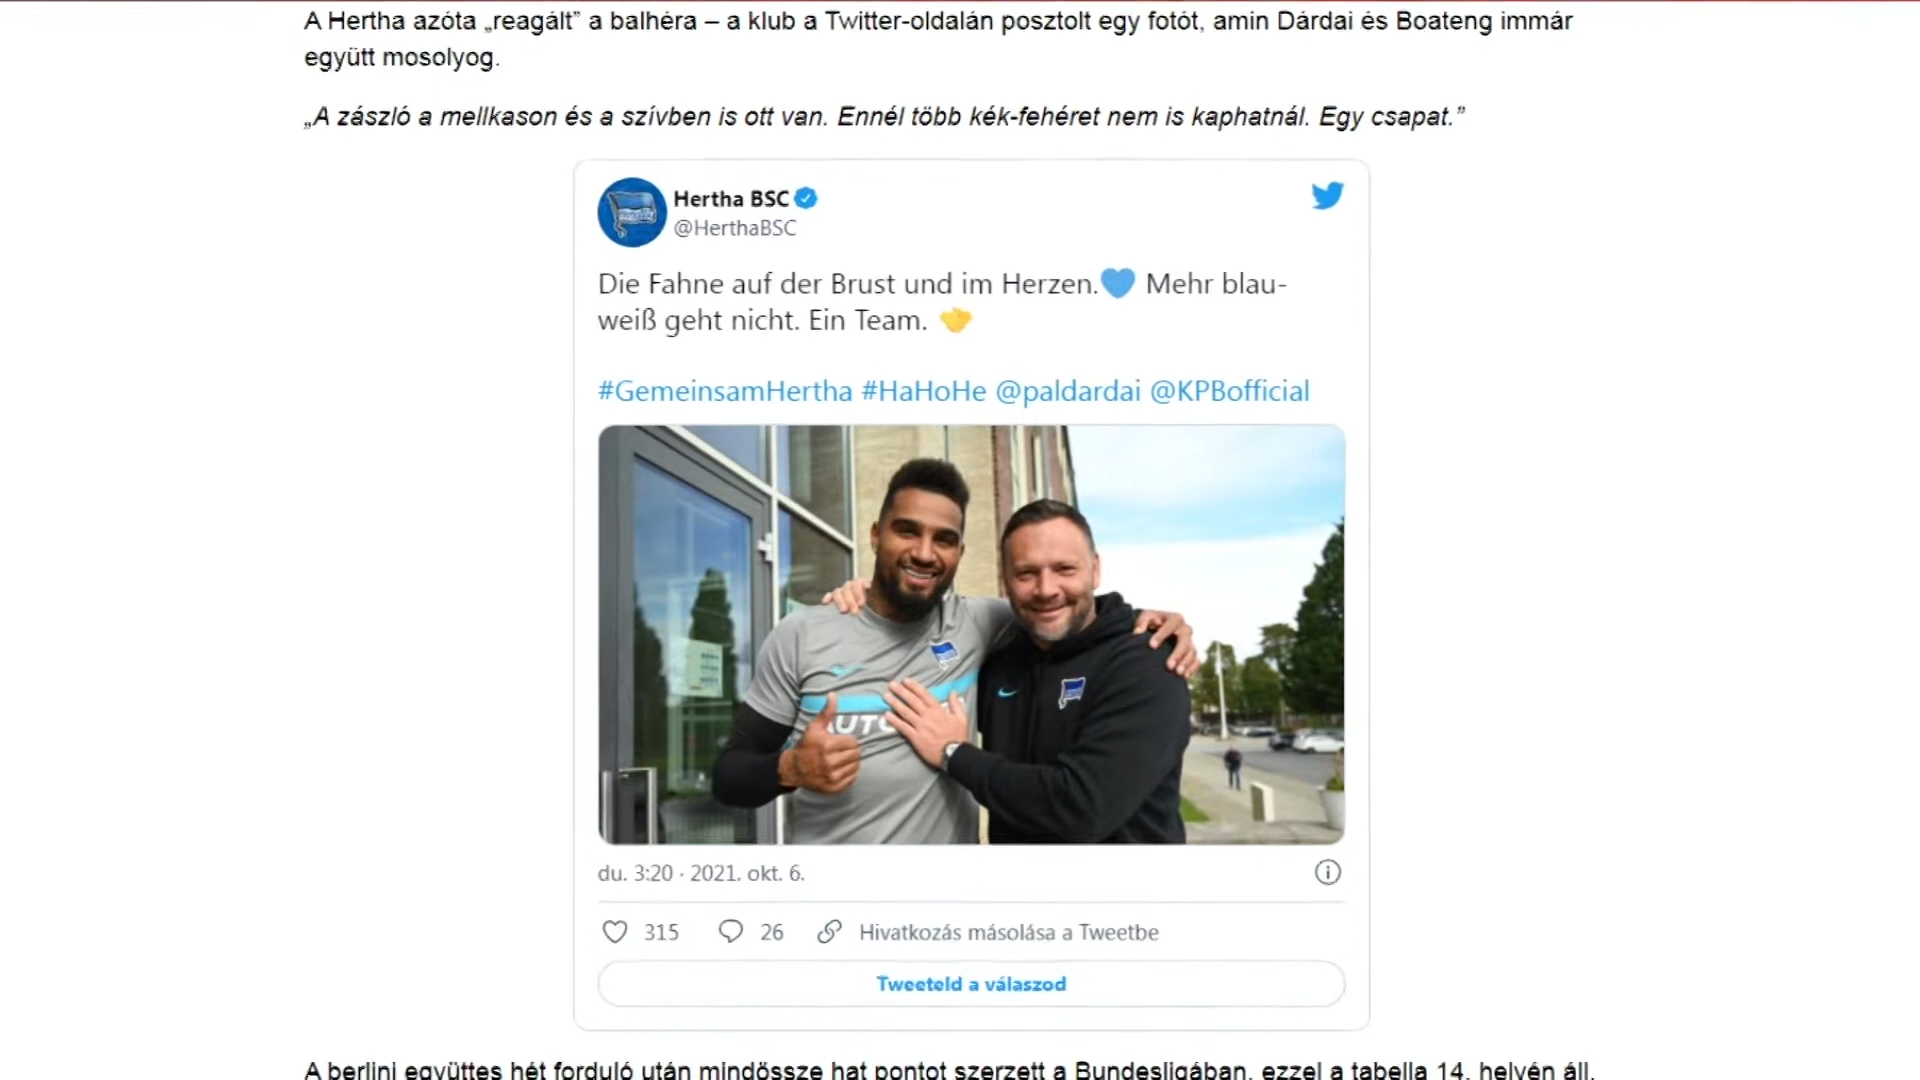 A Hertha azóta „reagált” a balhéra – a klub a Twitter-oldalán posztolt egy fotót, amin Dárdai és Boateng immár
együtt mosolyog.
„A zászló a mellkason és a szívben is ott van. Ennél több kék-fehéret nem is kaphatnál. Egy csapat.”
Hertha BSC
@HerthaBSC
Die Fahne auf der Brust und im Herzen.💙 Mehr blau-
weiß geht nicht. Ein Team. 🤝
#GemeinsamHertha #HaHoHe @paldardai @KPBofficial
du. 3:20 · 2021. okt. 6.
315 26 Hivatkozás másolása a Tweetbe
Tweeteld a válaszod
A berlini együttes hét forduló után mindössze hat pontot szerzett a Bundesligában, ezzel a tabella 14. helyén áll.